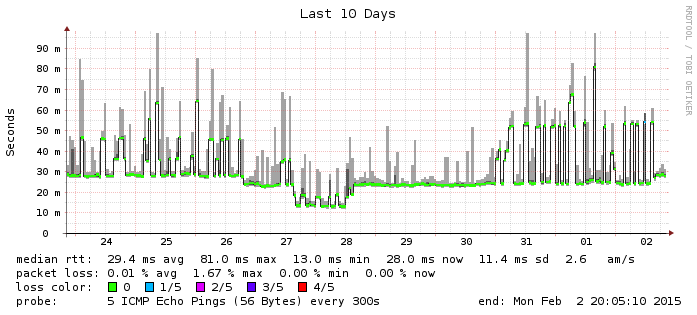 Last 10 Days
RRDTOOL / TOBI OETIKER
Seconds
90 m
80 m
70 m
60 m
50 m
40 m
30 m
20 m
10 m
0
24 25 26 27 28 29 30 31 01 02
median rtt: 29.4 ms avg 81.0 ms max 13.0 ms min 28.0 ms now 11.4 ms sd 2.6 am/s
packet loss: 0.01 % avg 1.67 % max 0.00 % min 0.00 % now
loss color: 0 1/5 2/5 3/5 4/5
probe: 5 ICMP Echo Pings (56 Bytes) every 300s end: Mon Feb 2 20:05:10 2015